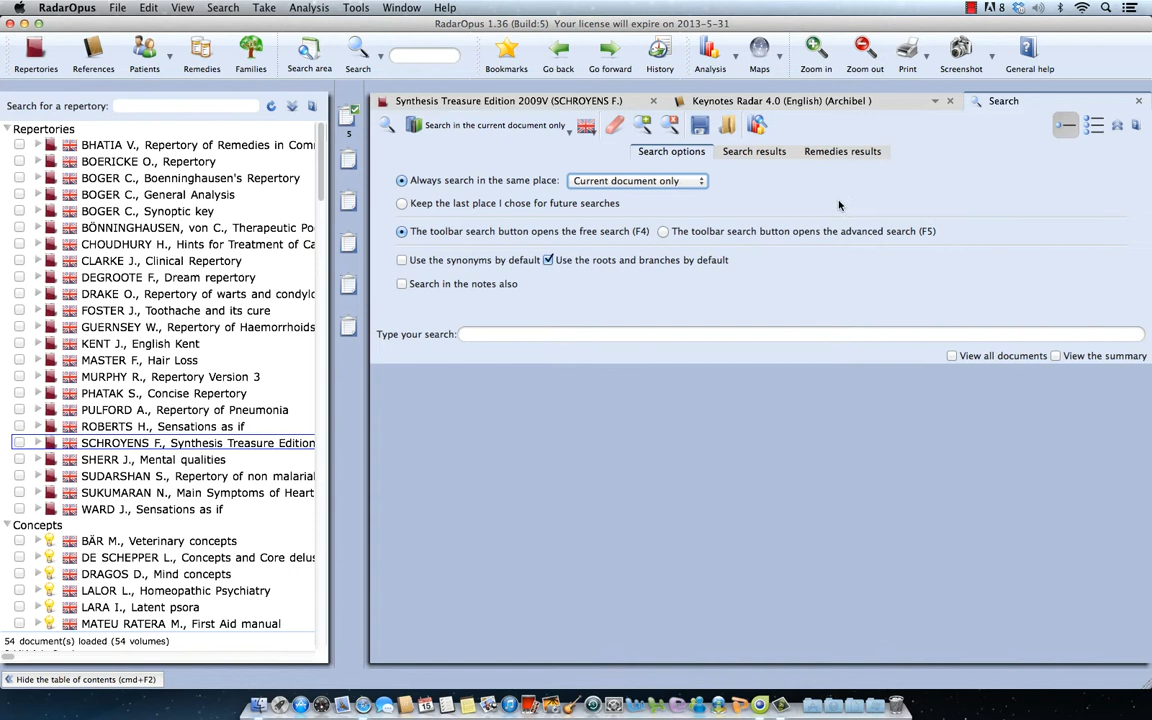 RadarOpus File Edit View Search Take Analysis Tools Window Help
8
RadarOpus 1.36 (Build:5) Your license will expire on 2013-5-31
Repertories References Patients Remedies Families Search area Search Bookmarks Go back Go forward History Analysis Maps Zoom in Zoom out Print Screenshot General help
Search for a repertory:
Synthesis Treasure Edition 2009V (SCHROYENS F.) Keynotes Radar 4.0 (English) (Archibel ) Search
Search in the current document only
5
Search options Search results Remedies results
Always search in the same place: Current document only
Keep the last place I chose for future searches
The toolbar search button opens the free search (F4) The toolbar search button opens the advanced search (F5)
Use the synonyms by default Use the roots and branches by default
Search in the notes also
Type your search:
View all documents View the summary
Repertories
BHATIA V., Repertory of Remedies in Com
BOERICKE O., Repertory
BOGER C., Boenninghausen's Repertory
BOGER C., General Analysis
BOGER C., Synoptic key
BÖNNINGHAUSEN, von C., Therapeutic Po
CHOUDHURY H., Hints for Treatment of Ca
CLARKE J., Clinical Repertory
DEGROOTE F., Dream repertory
DRAKE O., Repertory of warts and condylo
FOSTER J., Toothache and its cure
GUERNSEY W., Repertory of Haemorrhoids
KENT J., English Kent
MASTER F., Hair Loss
MURPHY R., Repertory Version 3
PHATAK S., Concise Repertory
PULFORD A., Repertory of Pneumonia
ROBERTS H., Sensations as if
SCHROYENS F., Synthesis Treasure Edition
SHERR J., Mental qualities
SUDARSHAN S., Repertory of non malarial
SUKUMARAN N., Main Symptoms of Heart
WARD J., Sensations as if
Concepts
BÄR M., Veterinary concepts
DE SCHEPPER L., Concepts and Core delus
DRAGOS D., Mind concepts
LALOR L., Homeopathic Psychiatry
LARA I., Latent psora
MATEU RATERA M., First Aid manual
54 document(s) loaded (54 volumes)
Hide the table of contents (cmd+F2)